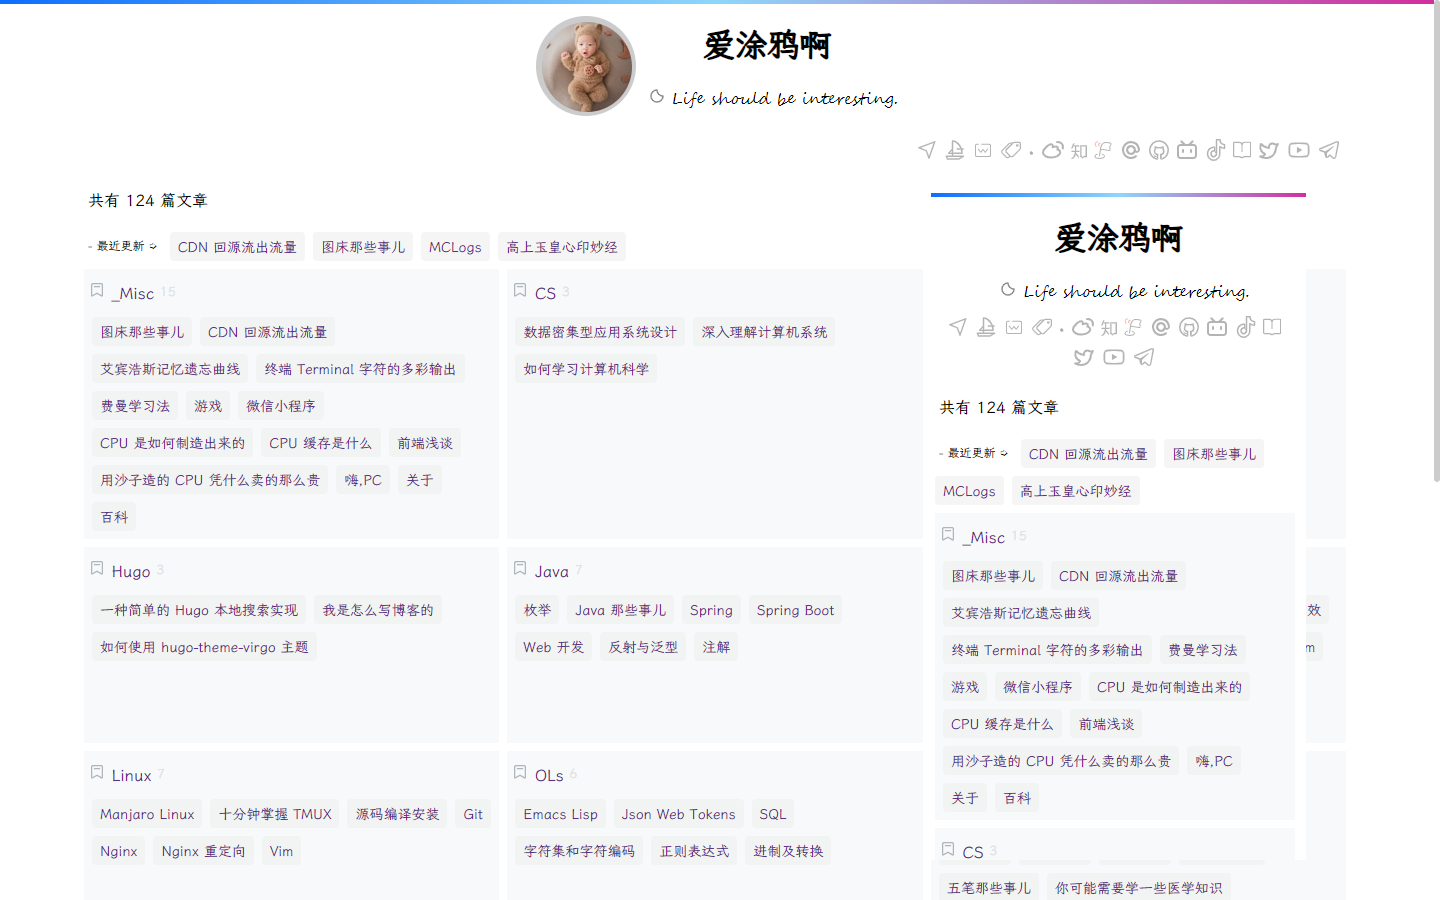 爱涂鸦啊
Life should be interesting.
知
共有 124 篇文章
- 最近更新 ➭ CDN 回源流出流量 图床那些事儿 MCLogs 高上玉皇心印妙经
_Misc 15
图床那些事儿 CDN 回源流出流量
艾宾浩斯记忆遗忘曲线 终端 Terminal 字符的多彩输出
费曼学习法 游戏 微信小程序
CPU 是如何制造出来的 CPU 缓存是什么 前端浅谈
用沙子造的 CPU 凭什么卖的那么贵 嗨,PC 关于
百科
CS 3
数据密集型应用系统设计 深入理解计算机系统
如何学习计算机科学
Hugo 3
一种简单的 Hugo 本地搜索实现 我是怎么写博客的
如何使用 hugo-theme-virgo 主题
Java 7
枚举 Java 那些事儿 Spring Spring Boot
Web 开发 反射与泛型 注解
Linux 7
Manjaro Linux 十分钟掌握 TMUX 源码编译安装 Git
Nginx Nginx 重定向 Vim
OLs 6
Emacs Lisp Json Web Tokens SQL
字符集和字符编码 正则表达式 进制及转换
爱涂鸦啊
Life should be interesting.
知
共有 124 篇文章
- 最近更新 ➭ CDN 回源流出流量 图床那些事儿
MCLogs 高上玉皇心印妙经
_Misc 15
图床那些事儿 CDN 回源流出流量
艾宾浩斯记忆遗忘曲线
终端 Terminal 字符的多彩输出 费曼学习法
游戏 微信小程序 CPU 是如何制造出来的
CPU 缓存是什么 前端浅谈
用沙子造的 CPU 凭什么卖的那么贵 嗨,PC
关于 百科
CS 3
效
m
五笔那些事儿 你可能需要学一些医学知识